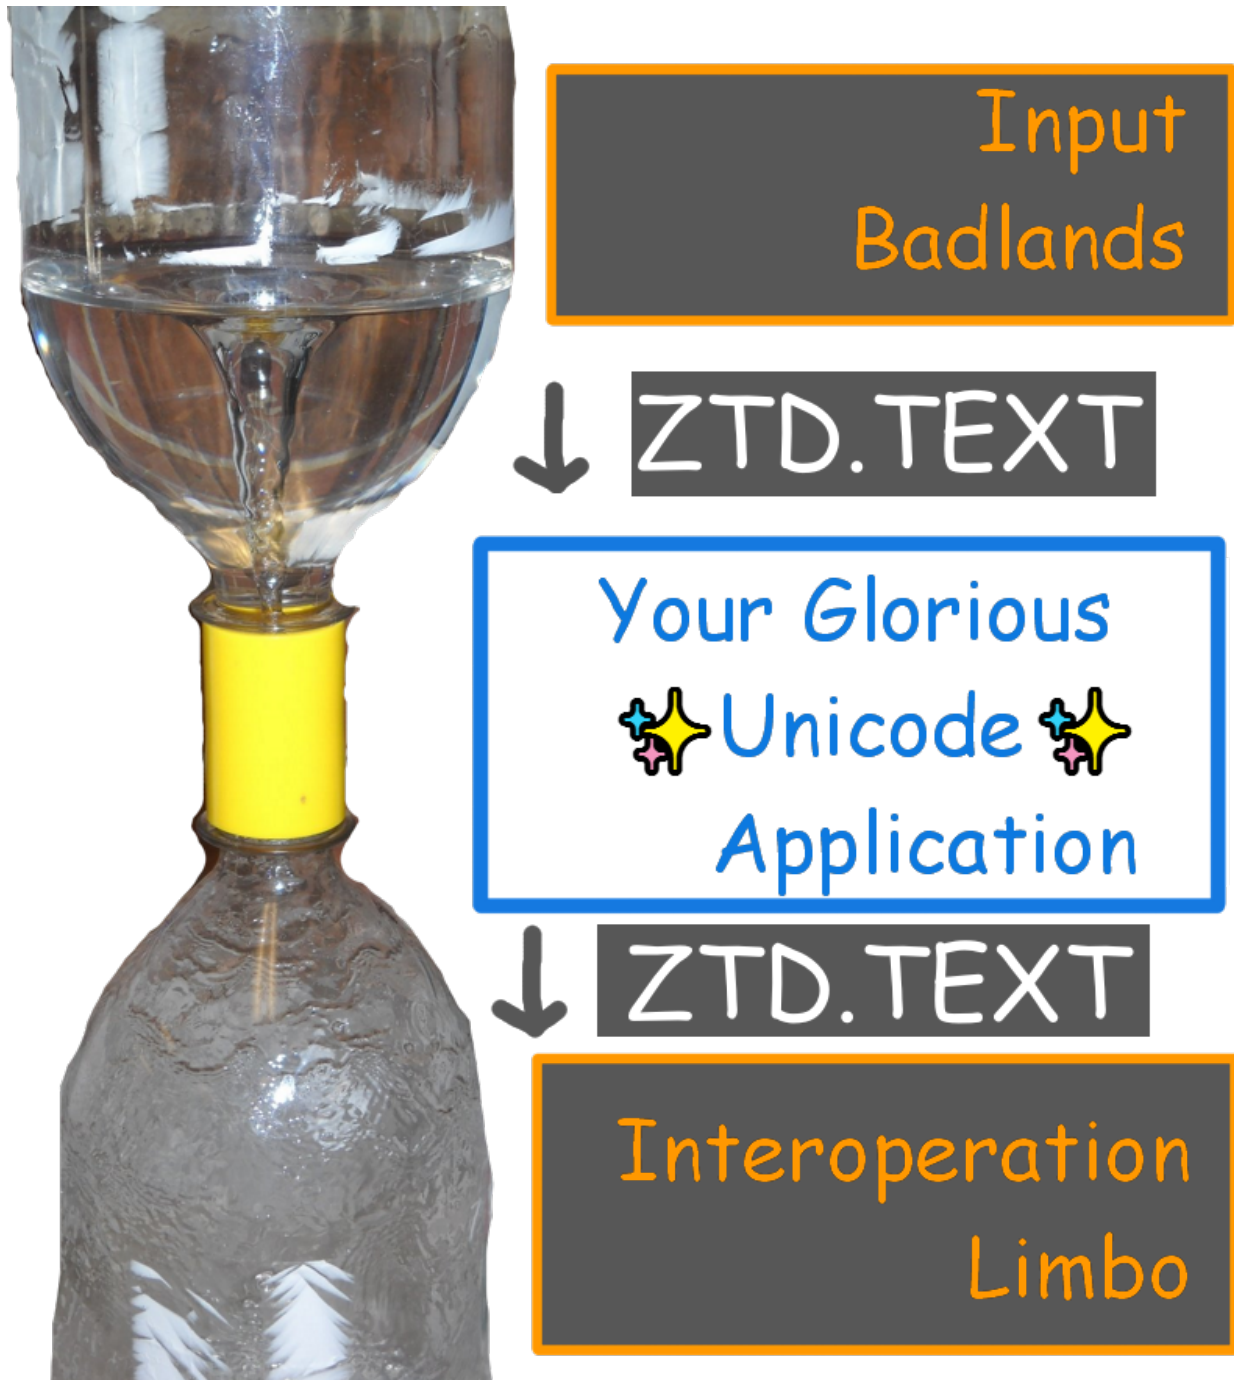 Input
Badlands
↓ ZTD.TEXT
Your Glorious
✨Unicode✨
Application
↓ ZTD.TEXT
Interoperation
Limbo